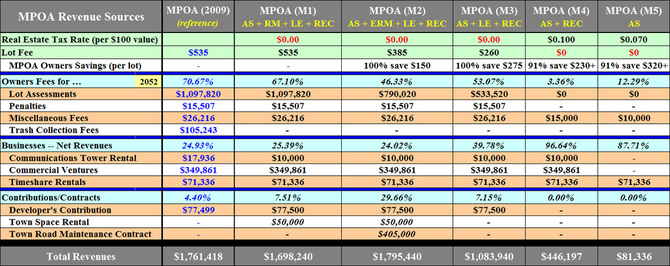 MPOA Revenue Sources MPOA (2009) MPOA (M1) MPOA (M2) MPOA (M3) MPOA (M4) MPOA (M5)
(reference) AS + RM + LE + REC AS + ERM + LE + REC AS + LE + REC AS + REC AS
Real Estate Tax Rate (per $100 value) $0.00 $0.00 $0.00 $0.100 $0.070
Lot Fee $535 $535 $385 $260 $0 $0
MPOA Owners Savings (per lot) - - 100% save $150 100% save $275 91% save $230+ 91% save $320+
Owners Fees for ... 2052 70.67% 67.10% 46.33% 53.07% 3.36% 12.29%
Lot Assessments $1,097,820 $1,097,820 $790,020 $533,520 $0 $0
Penalties $15,507 $15,507 $15,507 $15,507 - -
Miscellaneous Fees $26,216 $26,216 $26,216 $26,216 $15,000 $10,000
Trash Collection Fees $105,243 - - - - -
Businesses -- Net Revenues 24.93% 25.39% 24.02% 39.78% 96.64% 87.71%
Communications Tower Rental $17,936 $10,000 $10,000 $10,000 $10,000 -
Commercial Ventures $349,861 $349,861 $349,861 $349,861 $349,861 -
Timeshare Rentals $71,336 $71,336 $71,336 $71,336 $71,336 $71,336
Contributions/Contracts 4.40% 7.51% 29.66% 7.15% 0.00% 0.00%
Developer's Contribution $77,499 $77,500 $77,500 $77,500 - -
Town Space Rental - $50,000 $50,000 - - -
Town Road Maintenance Contract - - $405,000 - - -
Total Revenues $1,761,418 $1,698,240 $1,795,440 $1,083,940 $446,197 $81,336